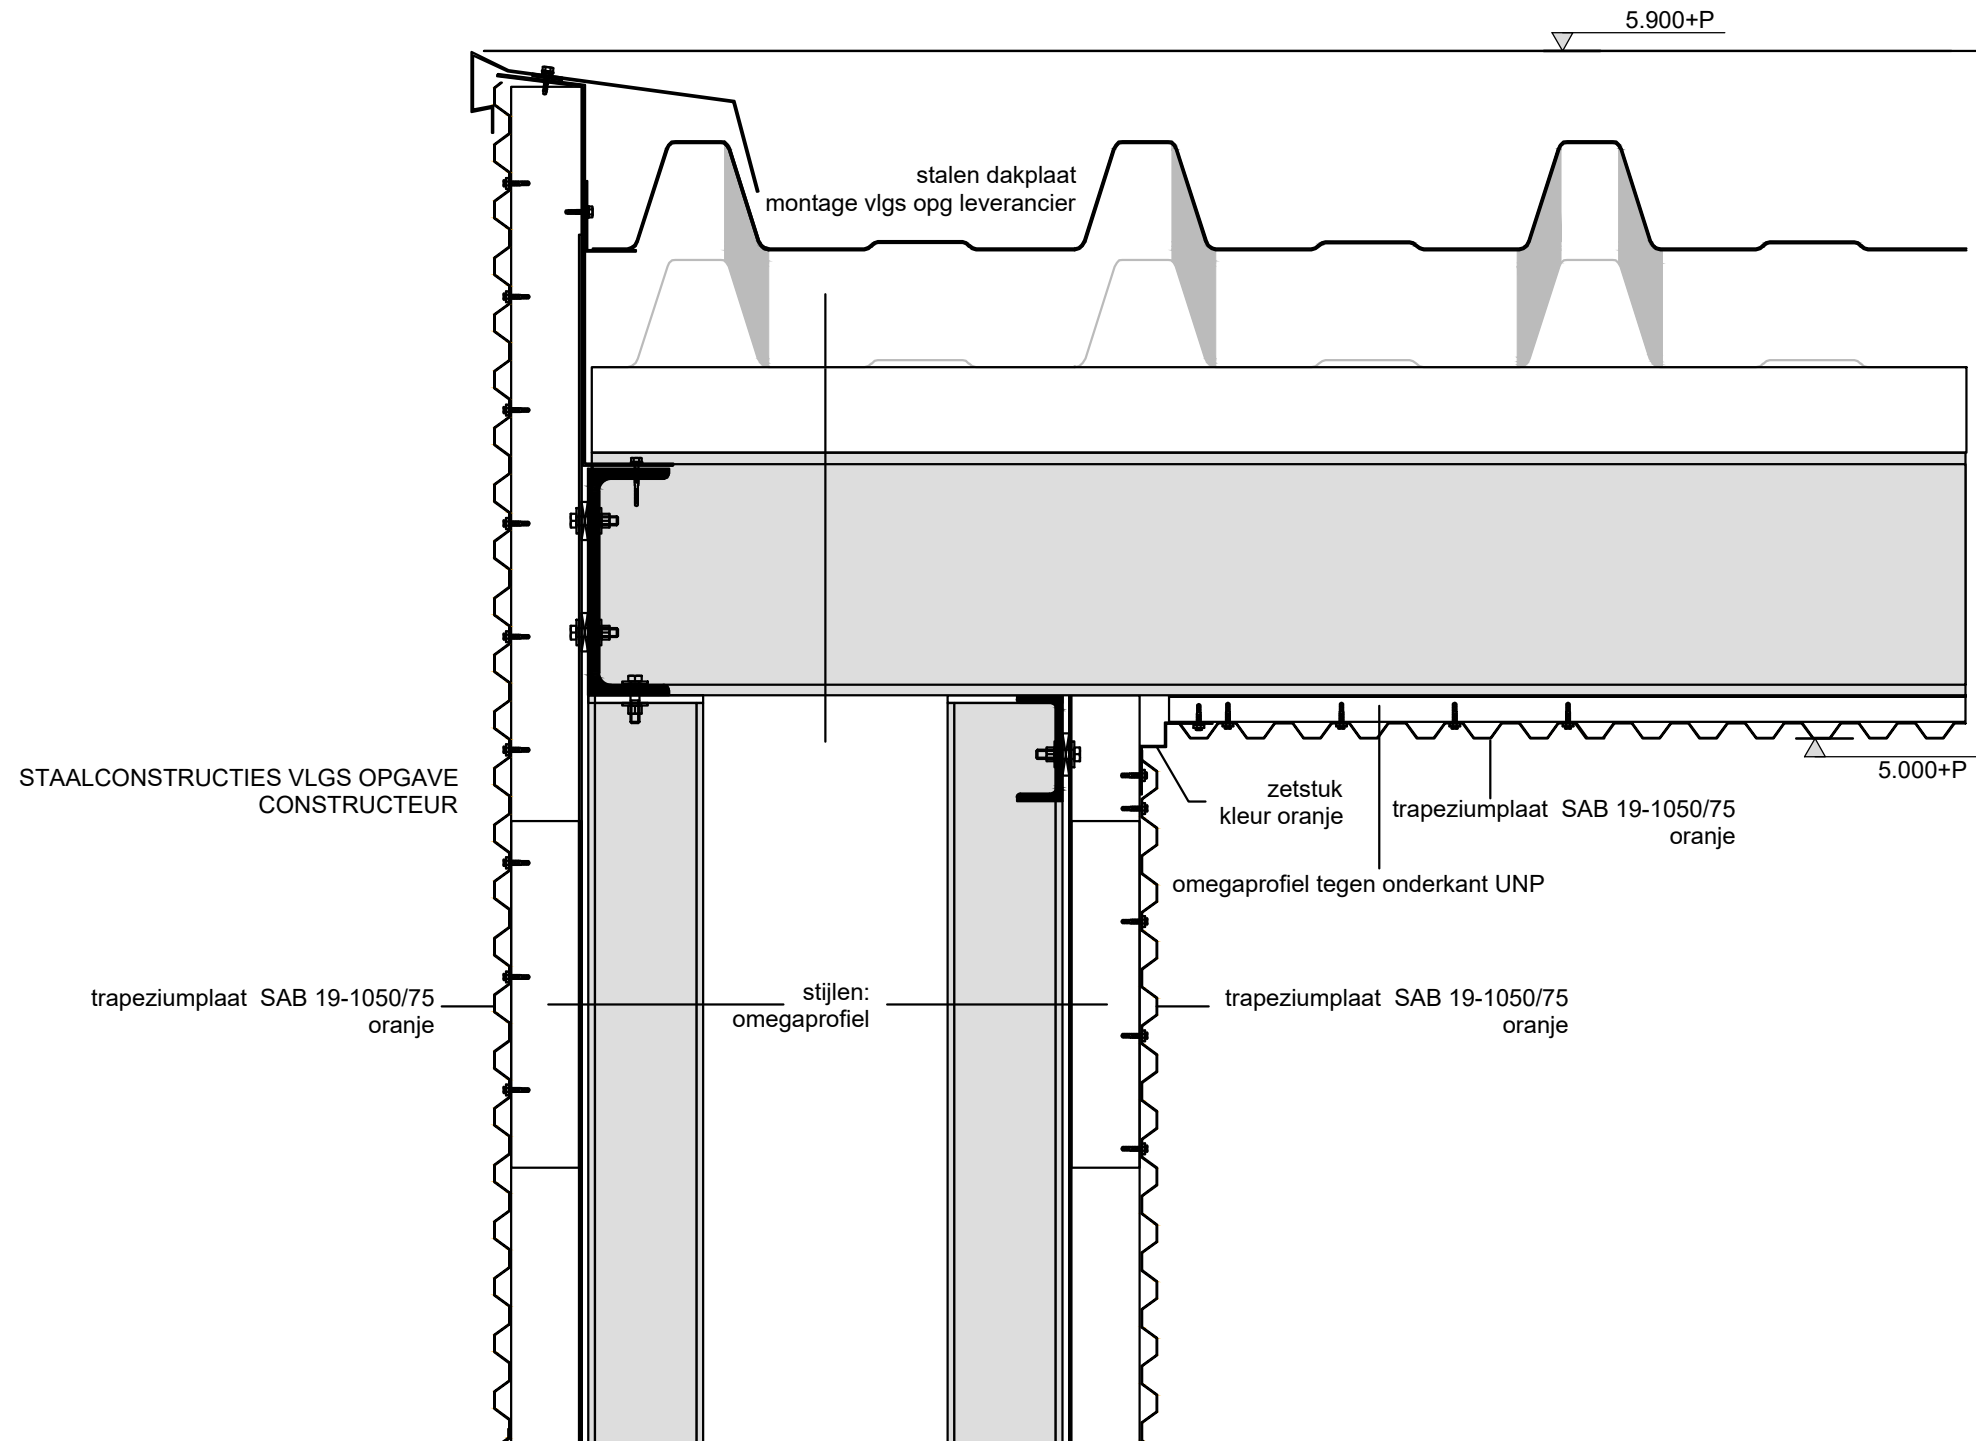 5.900+P
stalen dakplaat
montage vlgs opg leverancier
STAALCONSTRUCTIES VLGS OPGAVE
CONSTRUCTEUR
5.000+P
zetstuk
kleur oranje
trapeziumplaat  SAB 19-1050/75
oranje
omegaprofiel tegen onderkant UNP
trapeziumplaat  SAB 19-1050/75
oranje
stijlen:
omegaprofiel
trapeziumplaat  SAB 19-1050/75
oranje